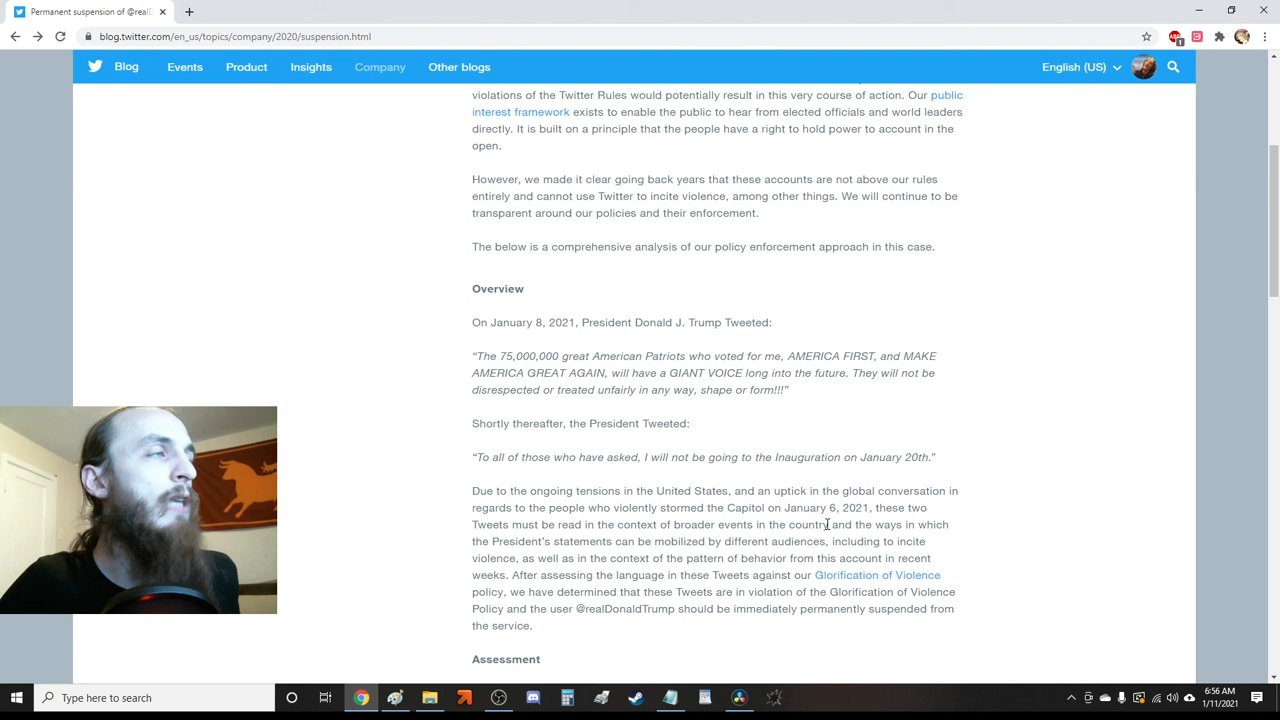 Permanent suspension of @realD
blog.twitter.com/en_us/topics/company/2020/suspension.html
1
Blog Events Product Insights Company Other blogs English (US)
violations of the Twitter Rules would potentially result in this very course of action. Our public
interest framework exists to enable the public to hear from elected officials and world leaders
directly. It is built on a principle that the people have a right to hold power to account in the
open.
However, we made it clear going back years that these accounts are not above our rules
entirely and cannot use Twitter to incite violence, among other things. We will continue to be
transparent around our policies and their enforcement.
The below is a comprehensive analysis of our policy enforcement approach in this case.
Overview
On January 8, 2021, President Donald J. Trump Tweeted:
“The 75,000,000 great American Patriots who voted for me, AMERICA FIRST, and MAKE
AMERICA GREAT AGAIN, will have a GIANT VOICE long into the future. They will not be
disrespected or treated unfairly in any way, shape or form!!!”
Shortly thereafter, the President Tweeted:
“To all of those who have asked, I will not be going to the Inauguration on January 20th.”
Due to the ongoing tensions in the United States, and an uptick in the global conversation in
regards to the people who violently stormed the Capitol on January 6, 2021, these two
Tweets must be read in the context of broader events in the country and the ways in which
the President’s statements can be mobilized by different audiences, including to incite
violence, as well as in the context of the pattern of behavior from this account in recent
weeks. After assessing the language in these Tweets against our Glorification of Violence
policy, we have determined that these Tweets are in violation of the Glorification of Violence
Policy and the user @realDonaldTrump should be immediately permanently suspended from
the service.
Assessment
Type here to search
6:56 AM
1/11/2021